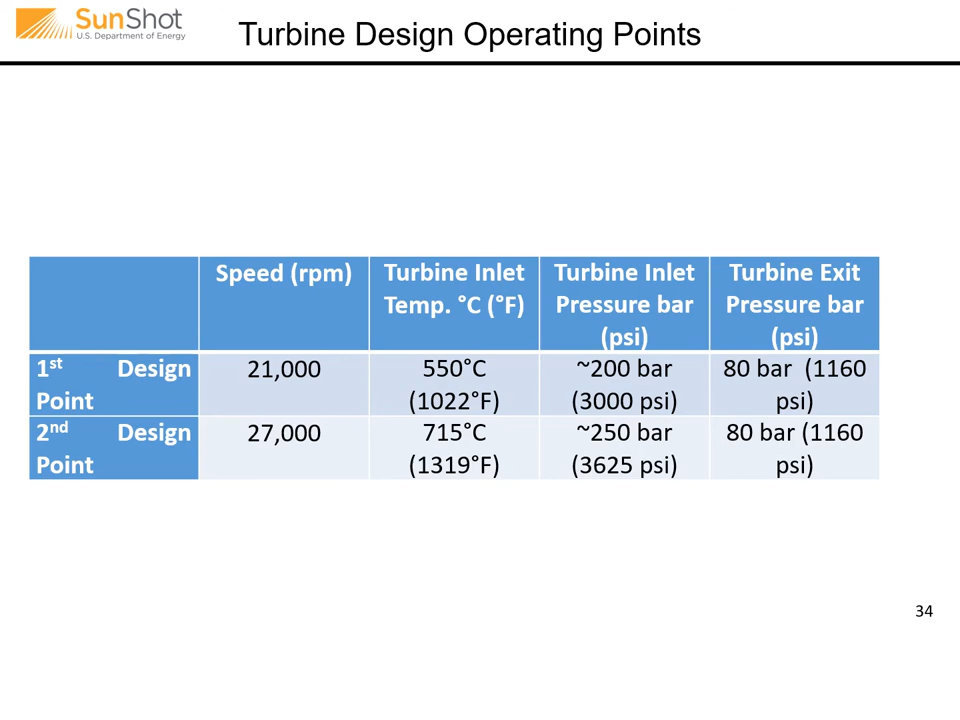 SunShot
U.S. Department of Energy
Turbine Design Operating Points
Speed (rpm)
Turbine Inlet
Temp. °C (°F)
Turbine Inlet
Pressure bar
(psi)
Turbine Exit
Pressure bar
(psi)
1st Design
Point
21,000
550°C
(1022°F)
~200 bar
(3000 psi)
80 bar (1160
psi)
2nd Design
Point
27,000
715°C
(1319°F)
~250 bar
(3625 psi)
80 bar (1160
psi)
34